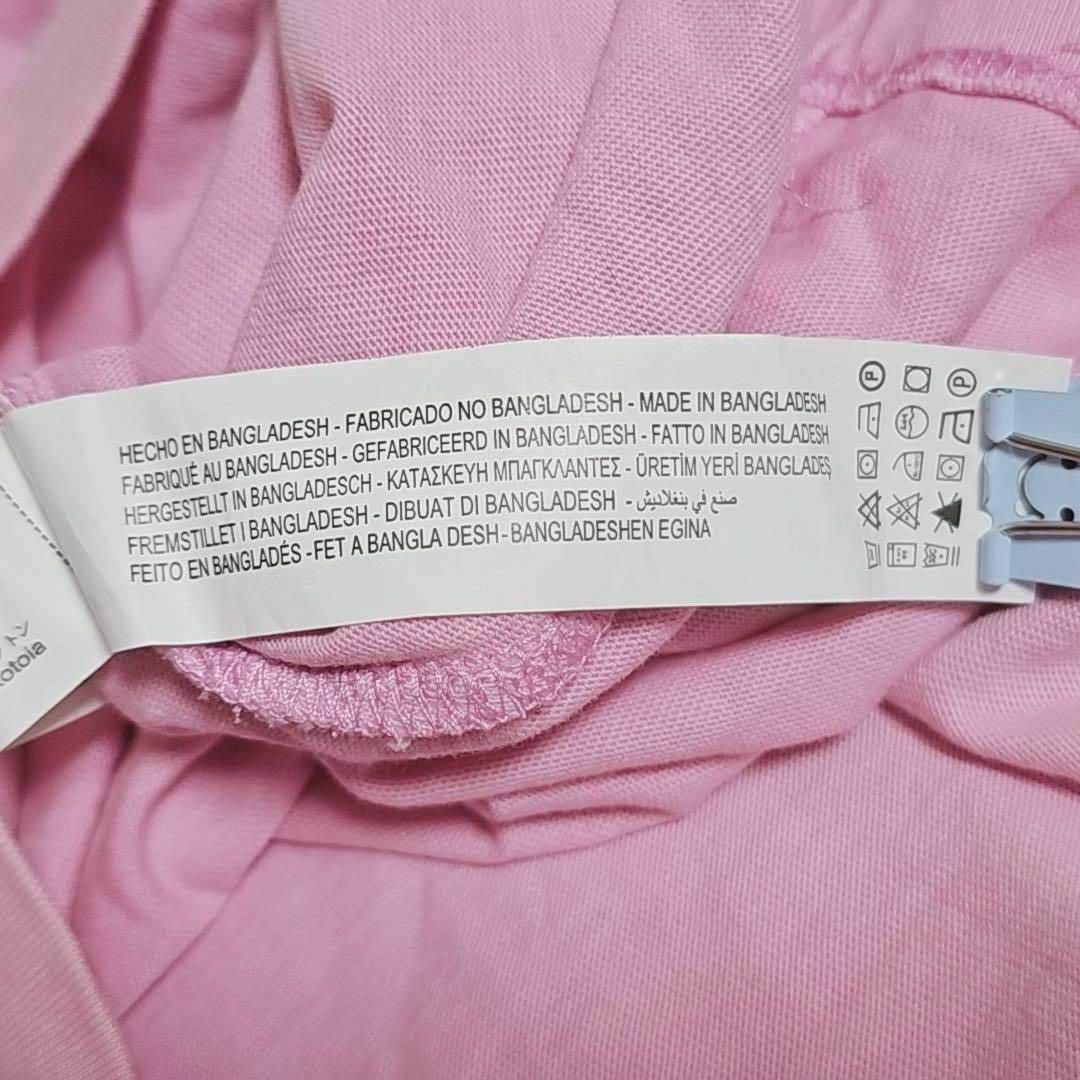 HECHO EN BANGLADESH - FABRICADO NO BANGLADESH - MADE IN BANGLADESH
FABRIQUÉ AU BANGLADESH - GEFABRICEERD IN BANGLADESH - FATTO IN BANGLADESH
HERGESTELLT IN BANGLADESCH - ΚΑΤΑΣΚΕΥΗ ΜΠΑΓΚΛΑΝΤΕΣ - ÜRETİM YERİ BANGLADEŞ
FREMSTILLET I BANGLADESH - DIBUAT DI BANGLADESH - صنع في بنغلاديش
FEITO EN BANGLADÉS - FET A BANGLA DESH - BANGLADESHEN EGINA